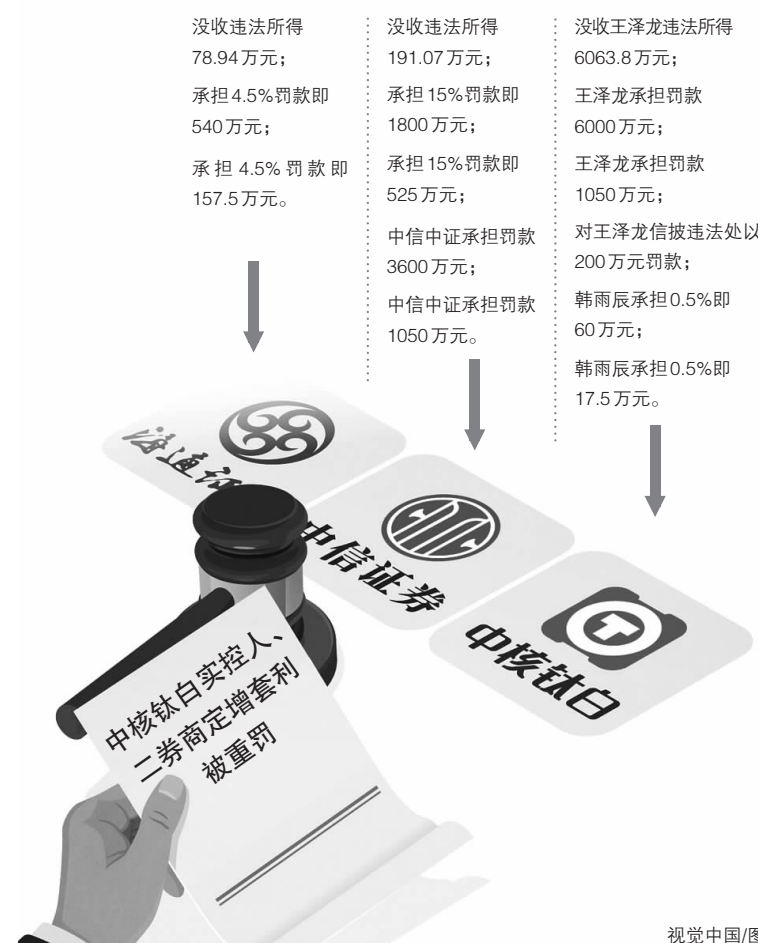 没收违法所得
78.94万元；
承担4.5%罚款即
540万元；
承担 4.5% 罚款即
157.5万元。
没收违法所得
191.07万元；
承担15%罚款即
1800万元；
承担15%罚款即
525万元；
中信中证承担罚款
3600万元；
中信中证承担罚款
1050万元。
没收王泽龙违法所得
6063.8万元；
王泽龙承担罚款
6000万元；
王泽龙承担罚款
1050万元；
对王泽龙信披违法处以
200万元罚款；
韩雨辰承担0.5%即
60万元；
韩雨辰承担0.5%即
17.5万元。
海通证
中信证券
中核钛白
中核钛白实控人、
二券商定增套利
被重罚
视觉中国/图